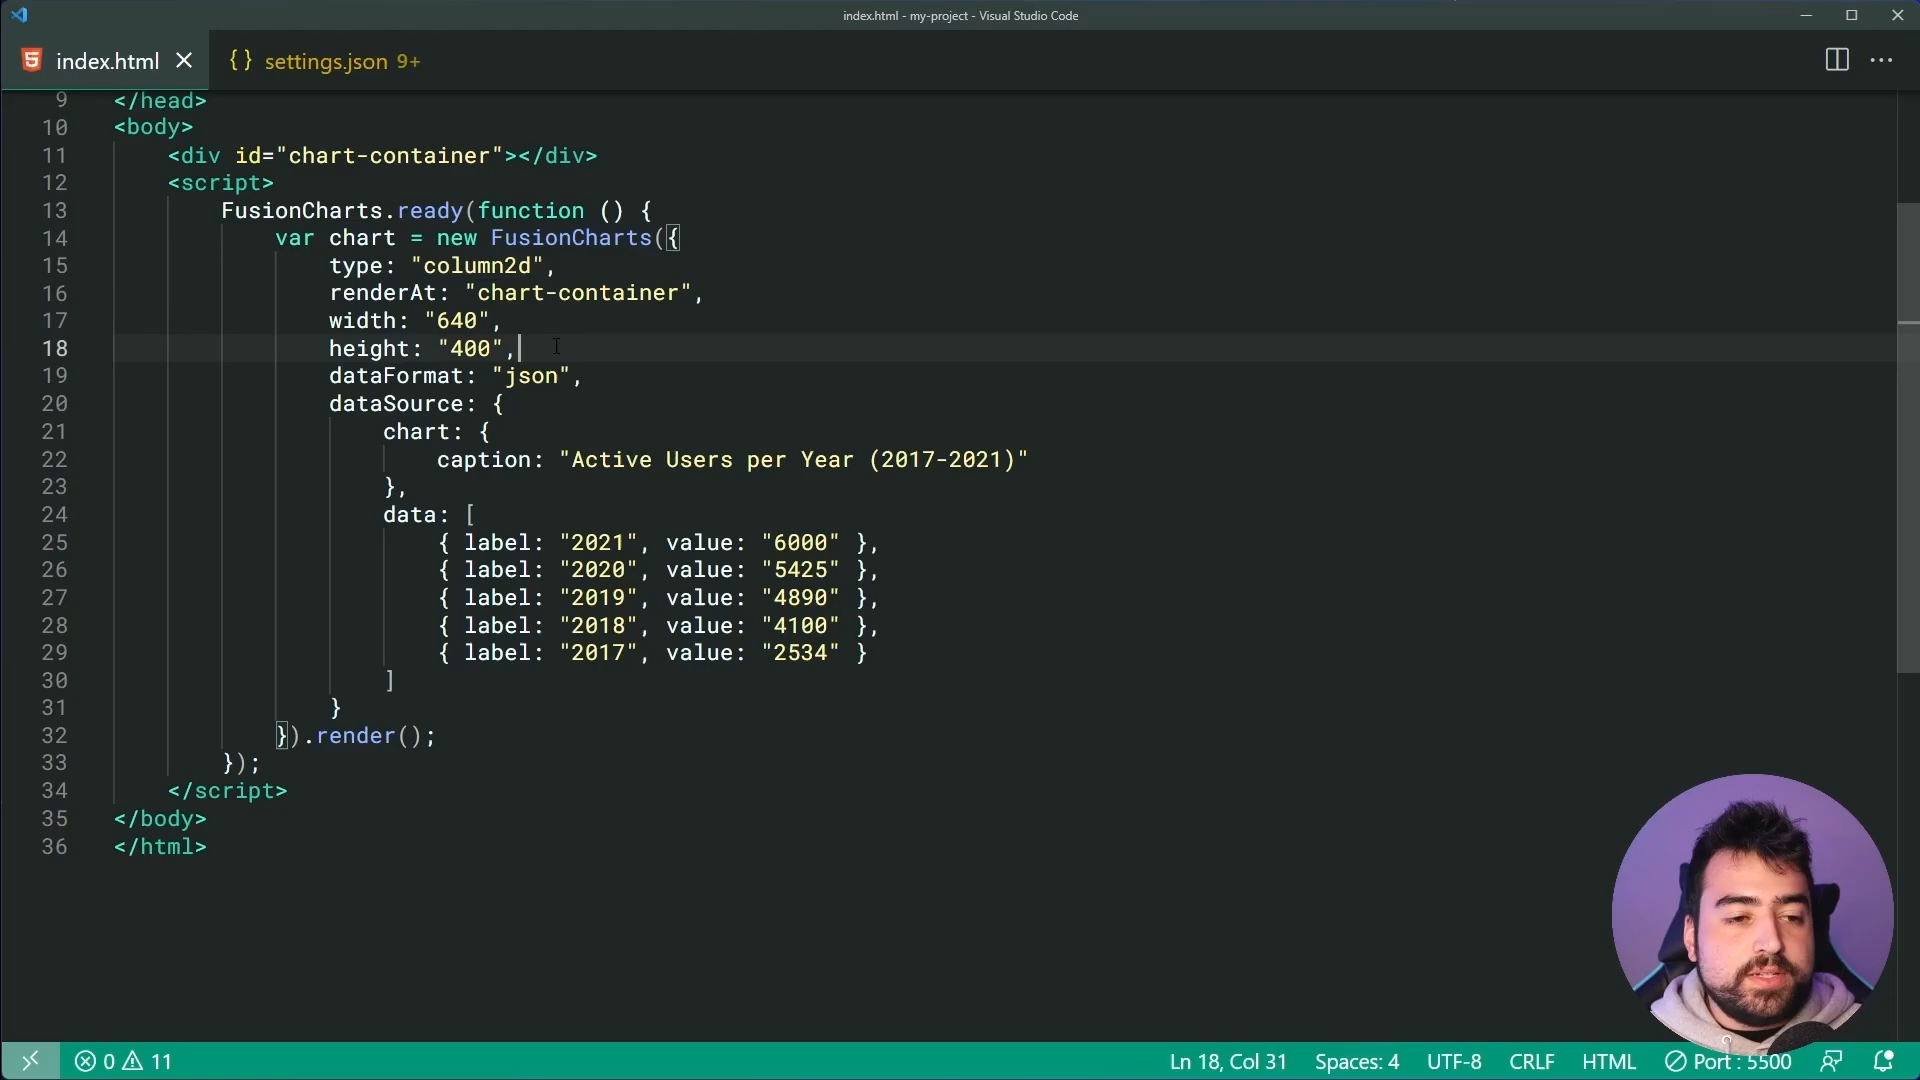 index.html - my-project - Visual Studio Code
index.html
{} settings.json 9+
9 </head>
10 <body>
11 <div id="chart-container"></div>
12 <script>
13 FusionCharts.ready(function () {
14 var chart = new FusionCharts({
15 type: "column2d",
16 renderAt: "chart-container",
17 width: "640",
18 height: "400",
19 dataFormat: "json",
20 dataSource: {
21 chart: {
22 caption: "Active Users per Year (2017-2021)"
23 },
24 data: [
25 { label: "2021", value: "6000" },
26 { label: "2020", value: "5425" },
27 { label: "2019", value: "4890" },
28 { label: "2018", value: "4100" },
29 { label: "2017", value: "2534" }
30 ]
31 }
32 }).render();
33 });
34 </script>
35 </body>
36 </html>
0 11 Ln 18, Col 31 Spaces: 4 UTF-8 CRLF HTML Port : 5500